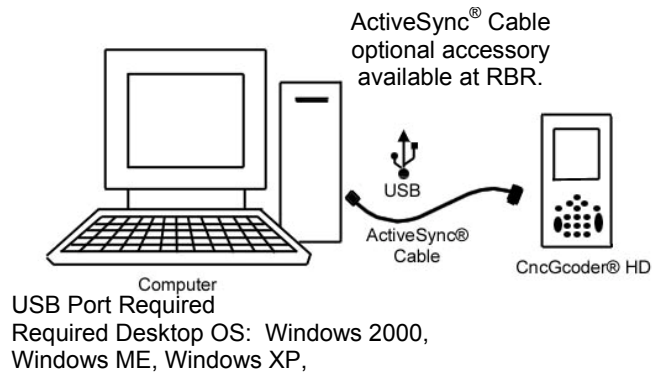 ActiveSync® Cable
optional accessory
available at RBR.
USB
ActiveSync®
Cable
CncGcoder® HD
Computer
USB Port Required
Required Desktop OS: Windows 2000,
Windows ME, Windows XP,